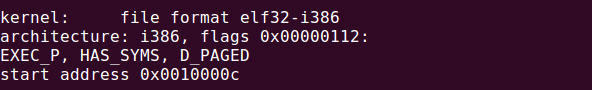 kernel:     file format elf32-i386
architecture: i386, flags 0x00000112:
EXEC_P, HAS_SYMS, D_PAGED
start address 0x0010000c